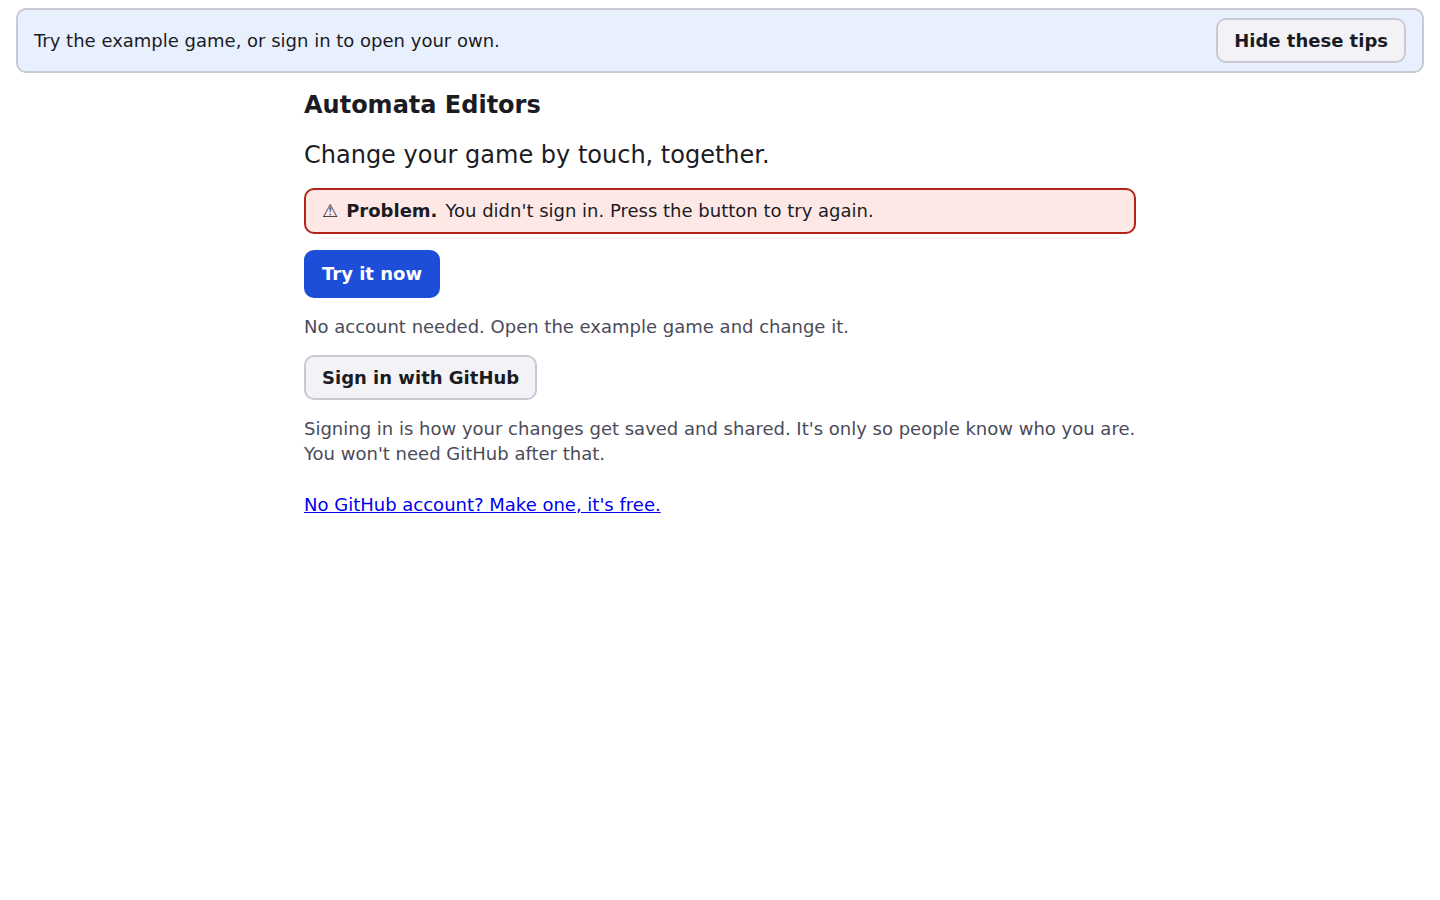 Try the example game, or sign in to open your own.
Hide these tips
Automata Editors
Change your game by touch, together.
⚠ Problem. You didn't sign in. Press the button to try again.
Try it now
No account needed. Open the example game and change it.
Sign in with GitHub
Signing in is how your changes get saved and shared. It's only so people know who you are.
You won't need GitHub after that.
No GitHub account? Make one, it's free.